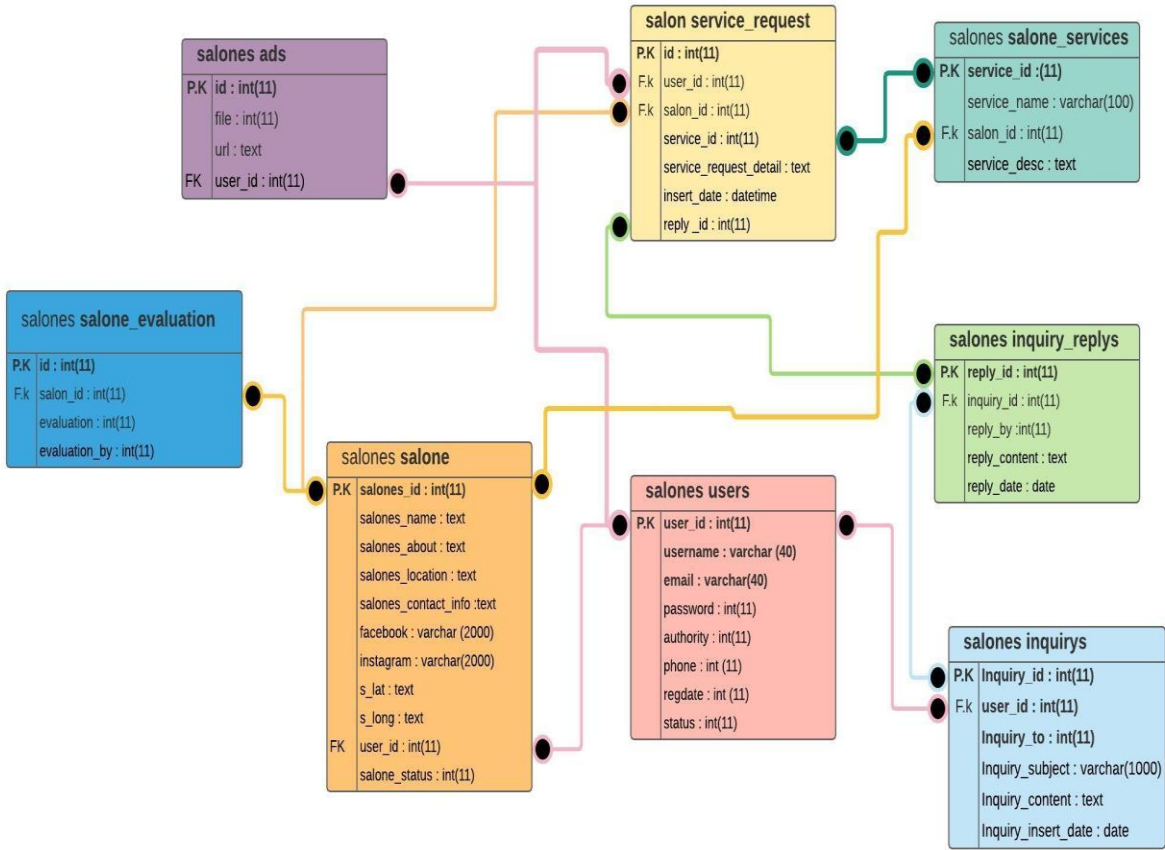 salones ads
P.K id : int(11)
file : int(11)
url : text
FK user_id : int(11)
salon service_request
P.K id : int(11)
F.k user_id : int(11)
F.k salon_id : int(11)
service_id : int(11)
service_request_detail : text
insert_date : datetime
reply _id : int(11)
salones salone_services
P.K service_id :(11)
service_name : varchar(100)
F.k salon_id : int(11)
service_desc : text
salones salone_evaluation
P.K id : int(11)
F.k salon_id : int(11)
evaluation : int(11)
evaluation_by : int(11)
salones inquiry_replys
P.K reply_id : int(11)
F.k inquiry_id : int(11)
reply_by :int(11)
reply_content : text
reply_date : date
salones salone
P.K salones_id : int(11)
salones_name : text
salones_about : text
salones_location : text
salones_contact_info :text
facebook : varchar (2000)
instagram : varchar(2000)
s_lat : text
s_long : text
FK user_id : int(11)
salone_status : int(11)
salones users
P.K user_id : int(11)
username : varchar (40)
email : varchar(40)
password : int(11)
authority : int(11)
phone : int (11)
regdate : int (11)
status : int(11)
salones inquirys
P.K Inquiry_id : int(11)
F.k user_id : int(11)
Inquiry_to : int(11)
Inquiry_subject : varchar(1000)
Inquiry_content : text
Inquiry_insert_date : date